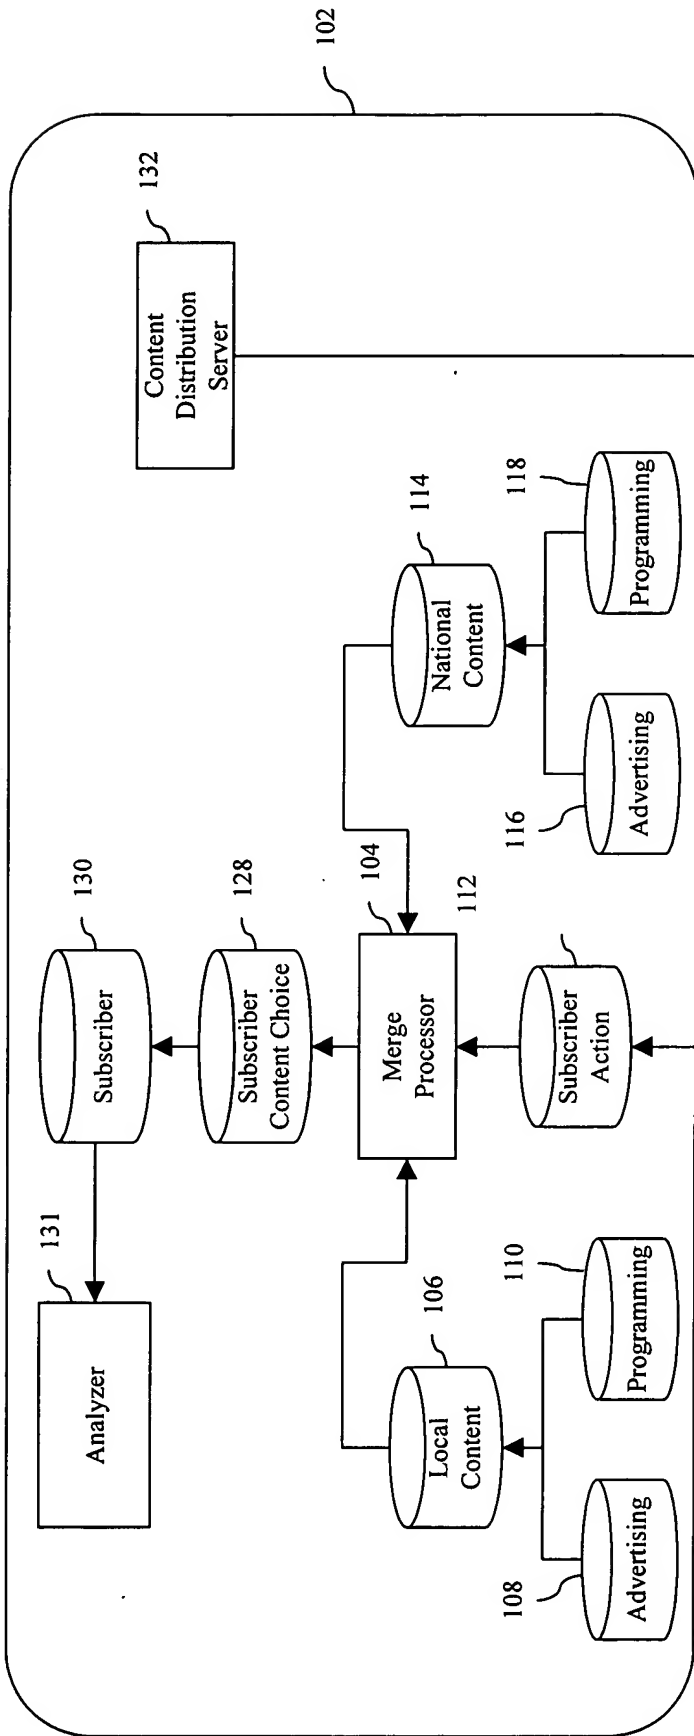 102
Content
Distribution
Server
132
Analyzer
131
Subscriber
130
Subscriber
Content Choice
128
Merge
Processor
104
112
Subscriber
Action
Local
Content
106
Advertising
108
Programming
110
National
Content
114
Advertising
116
Programming
118